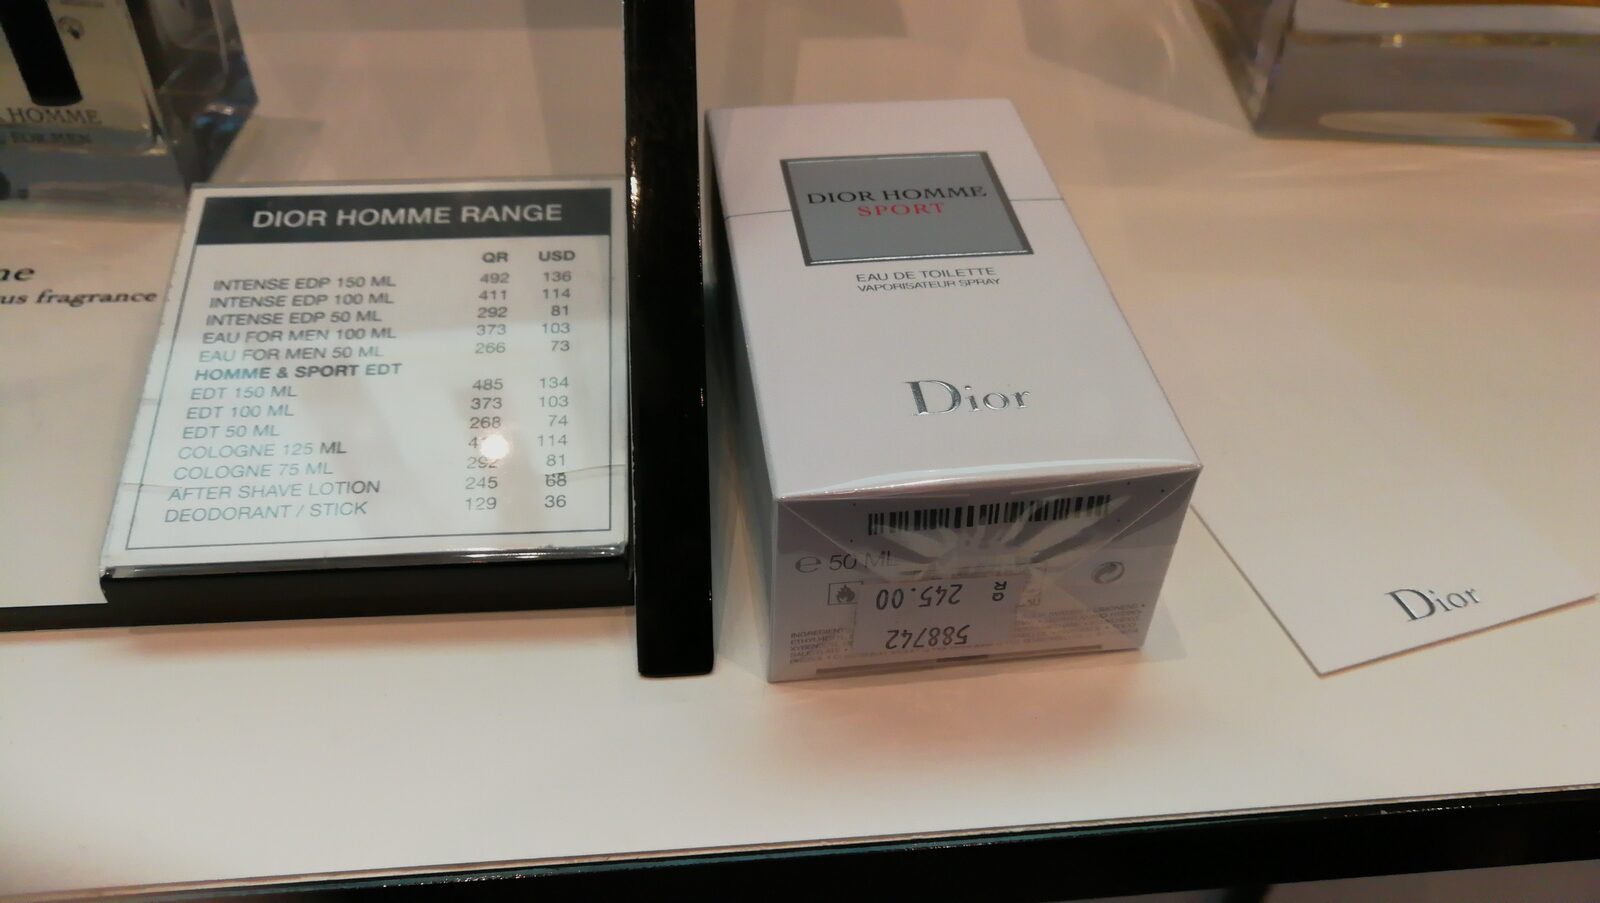 HOMME
FOR MEN
ne
us fragrance
DIOR HOMME RANGE
QR USD
INTENSE EDP 150 ML 492 136
INTENSE EDP 100 ML 411 114
INTENSE EDP 50 ML 292 81
EAU FOR MEN 100 ML 373 103
EAU FOR MEN 50 ML 266 73
HOMME & SPORT EDT
EDT 150 ML 485 134
EDT 100 ML 373 103
EDT 50 ML 268 74
COLOGNE 125 ML 114
COLOGNE 75 ML 292 81
AFTER SHAVE LOTION 245 68
DEODORANT / STICK 129 36
DIOR HOMME
SPORT
EAU DE TOILETTE
VAPORISATEUR SPRAY
Dior
e 50 ML
QR 245.00
588742
Dior